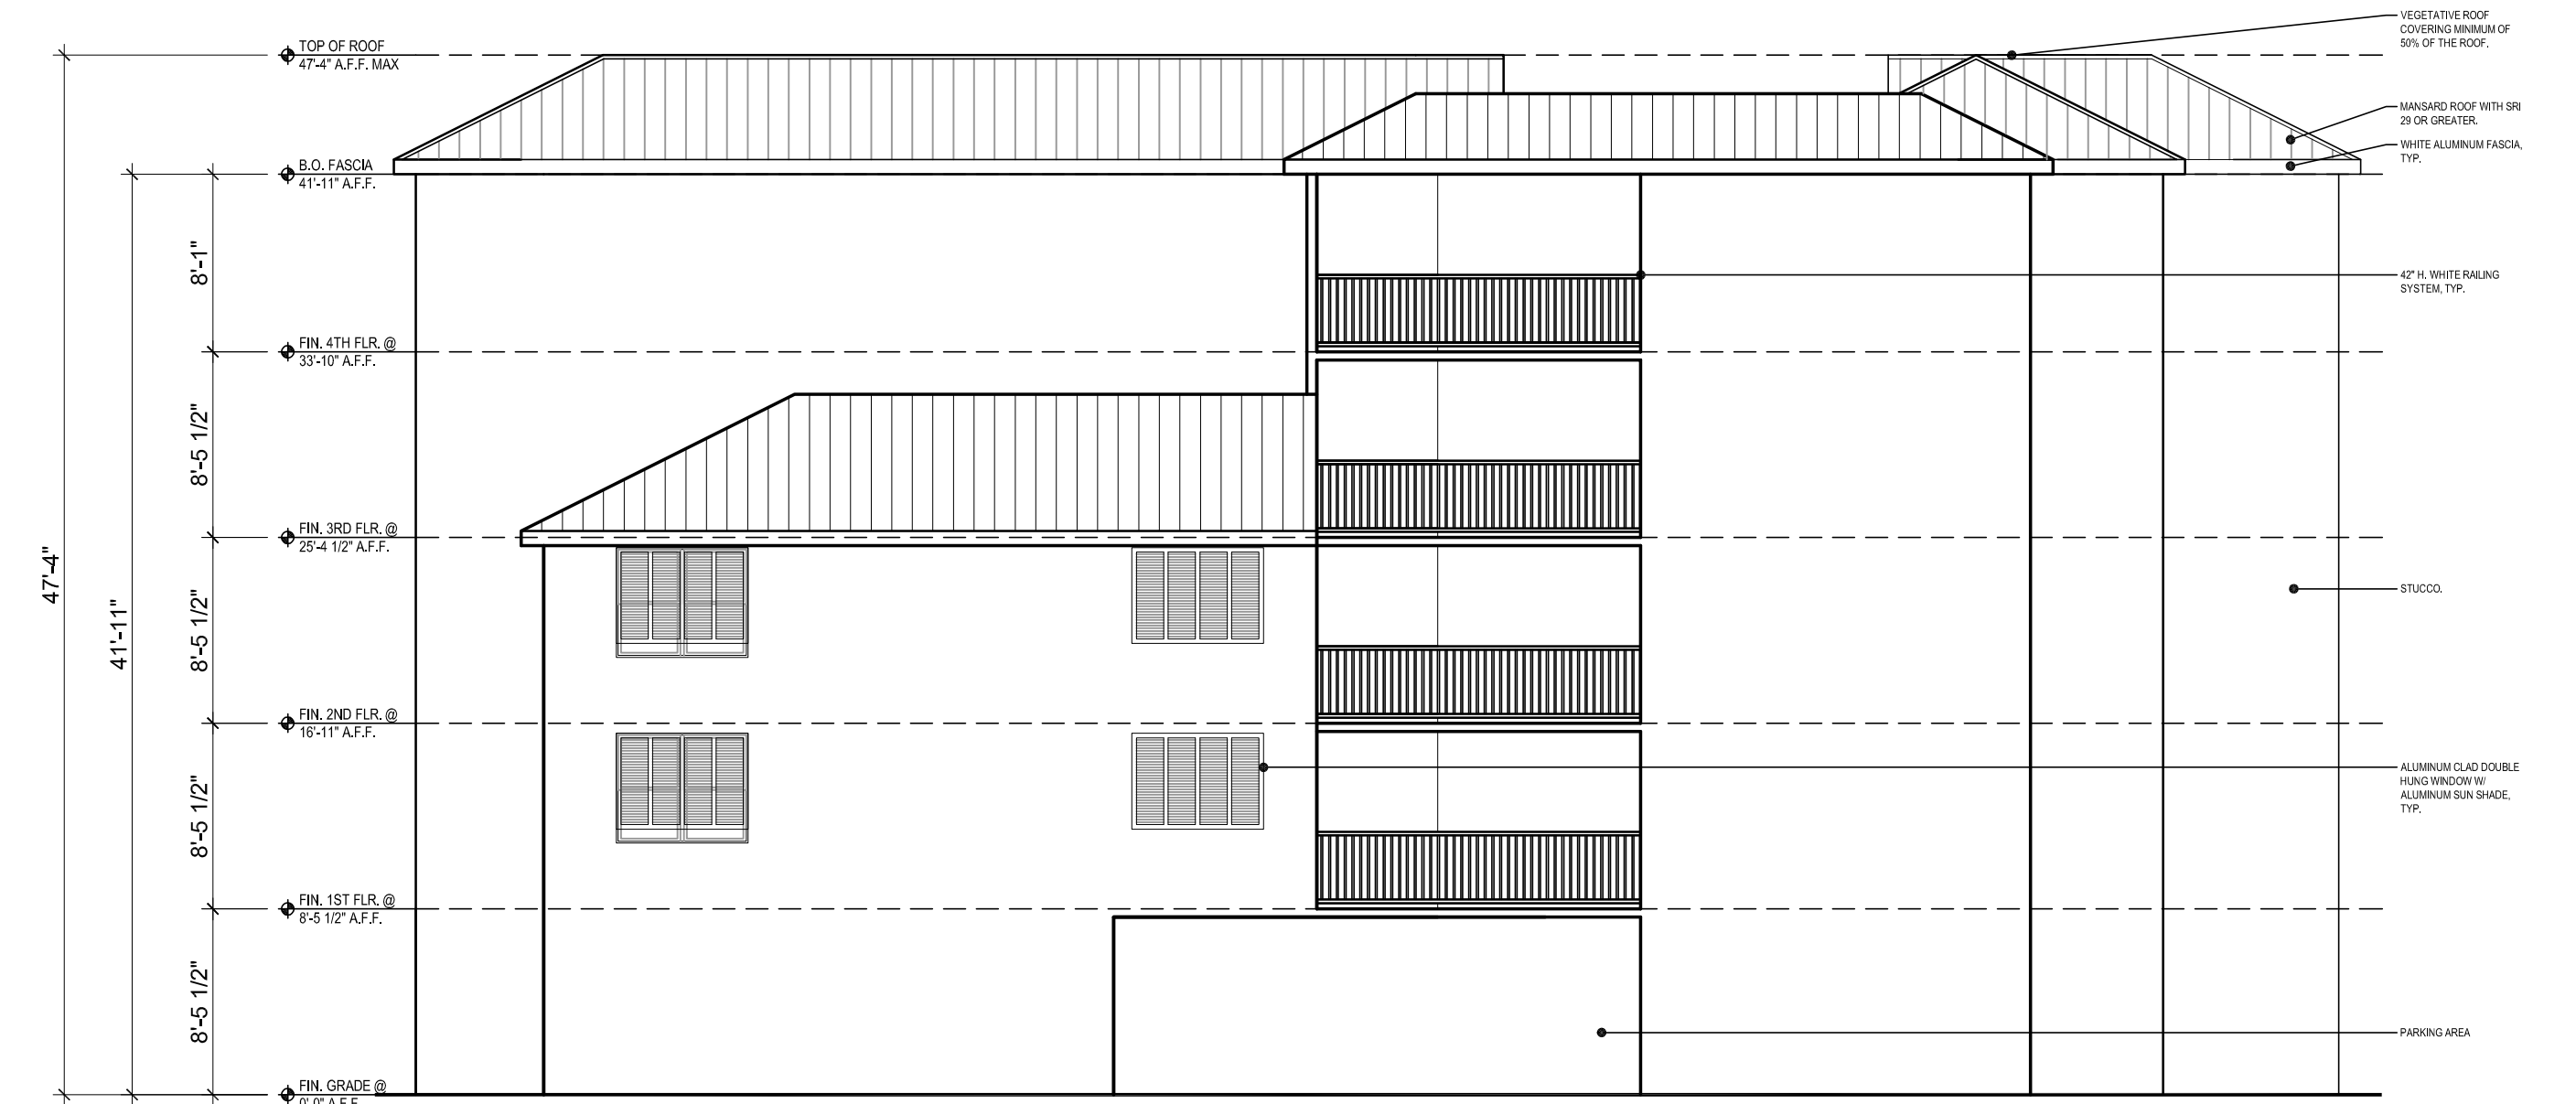 TOP OF ROOF
47'-4" A.F.F. MAX
B.O. FASCIA
41'-11" A.F.F.
FIN. 4TH FLR. @
33'-10" A.F.F.
FIN. 3RD FLR. @
25'-4 1/2" A.F.F.
FIN. 2ND FLR. @
16'-11" A.F.F.
FIN. 1ST FLR. @
8'-5 1/2" A.F.F.
FIN. GRADE @
0'-0" A.F.F.
47'-4"
41'-11"
8'-1"
8'-5 1/2"
8'-5 1/2"
8'-5 1/2"
8'-5 1/2"
VEGETATIVE ROOF
COVERING MINIMUM OF
50% OF THE ROOF.
MANSARD ROOF WITH SRI
29 OR GREATER.
WHITE ALUMINUM FASCIA,
TYP.
42" H. WHITE RAILING
SYSTEM, TYP.
STUCCO.
ALUMINUM CLAD DOUBLE
HUNG WINDOW W/
ALUMINUM SUN SHADE,
TYP.
PARKING AREA